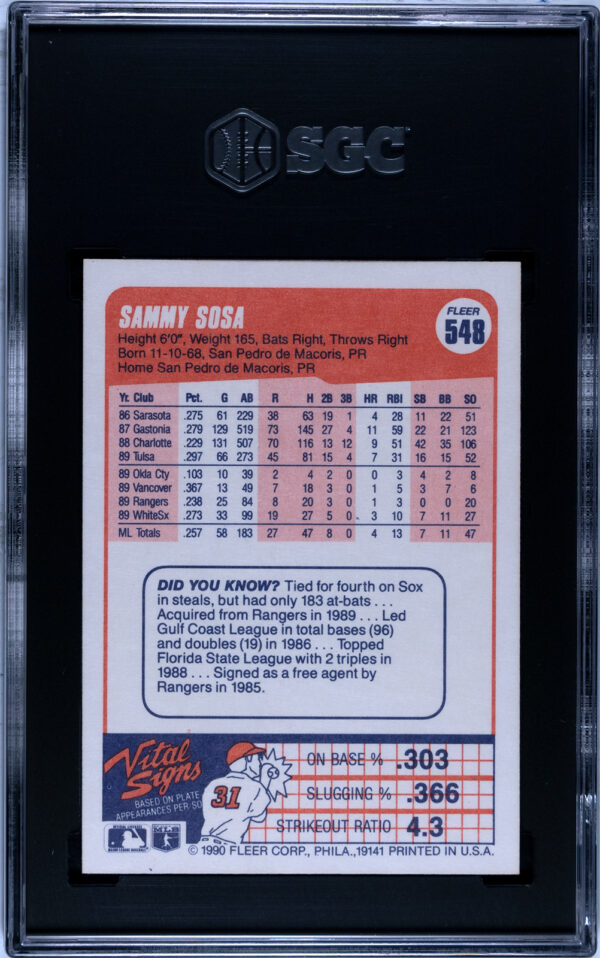 SGC
SAMMY SOSA
FLEER
548
Height 6'0", Weight 165, Bats Right, Throws Right
Born 11-10-68, San Pedro de Macoris, PR
Home San Pedro de Macoris, PR
Yr. Club Pct. G AB R H 2B 3B HR RBI SB BB SO
86 Sarasota .275 61 229 38 63 19 1 4 28 11 22 51
87 Gastonia .279 129 519 73 145 27 4 11 59 22 21 123
88 Charlotte .229 131 507 70 116 13 12 9 51 42 35 106
89 Tulsa .297 66 273 45 81 15 4 7 31 16 15 52
89 Okla Cty .103 10 39 2 4 2 0 0 3 4 2 8
89 Vancover .367 13 49 7 18 3 0 1 5 3 7 6
89 Rangers .238 25 84 8 20 3 0 1 3 0 0 20
89 WhiteSx .273 33 99 19 27 5 0 3 10 7 11 27
ML Totals .257 58 183 27 47 8 0 4 13 7 11 47
DID YOU KNOW? Tied for fourth on Sox
in steals, but had only 183 at-bats . . .
Acquired from Rangers in 1989 . . . Led
Gulf Coast League in total bases (96)
and doubles (19) in 1986 . . . Topped
Florida State League with 2 triples in
1988 . . . Signed as a free agent by
Rangers in 1985.
Vital
Signs
BASED ON PLATE
APPEARANCES PER SO
31
ON BASE % .303
SLUGGING % .366
STRIKEOUT RATIO 4.3
© 1990 FLEER CORP., PHILA., 19141 PRINTED IN U.S.A.